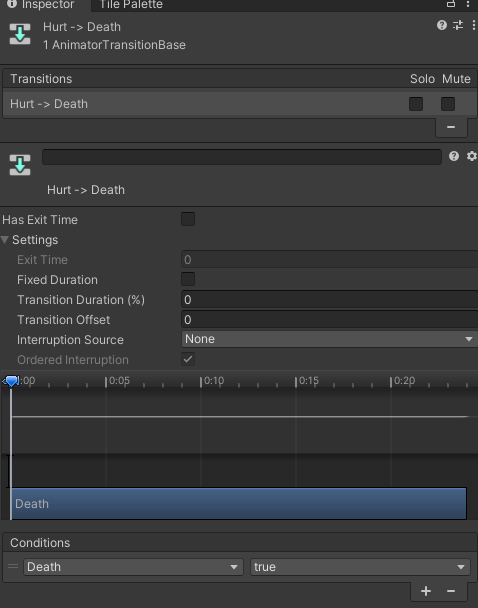 Inspector Tile Palette
Hurt -> Death
1 AnimatorTransitionBase
Transitions Solo Mute
Hurt -> Death
Hurt -> Death
Has Exit Time
Settings
Exit Time 0
Fixed Duration
Transition Duration (%) 0
Transition Offset 0
Interruption Source None
Ordered Interruption
:00 0:05 0:10 0:15 0:20
Death
Conditions
Death true